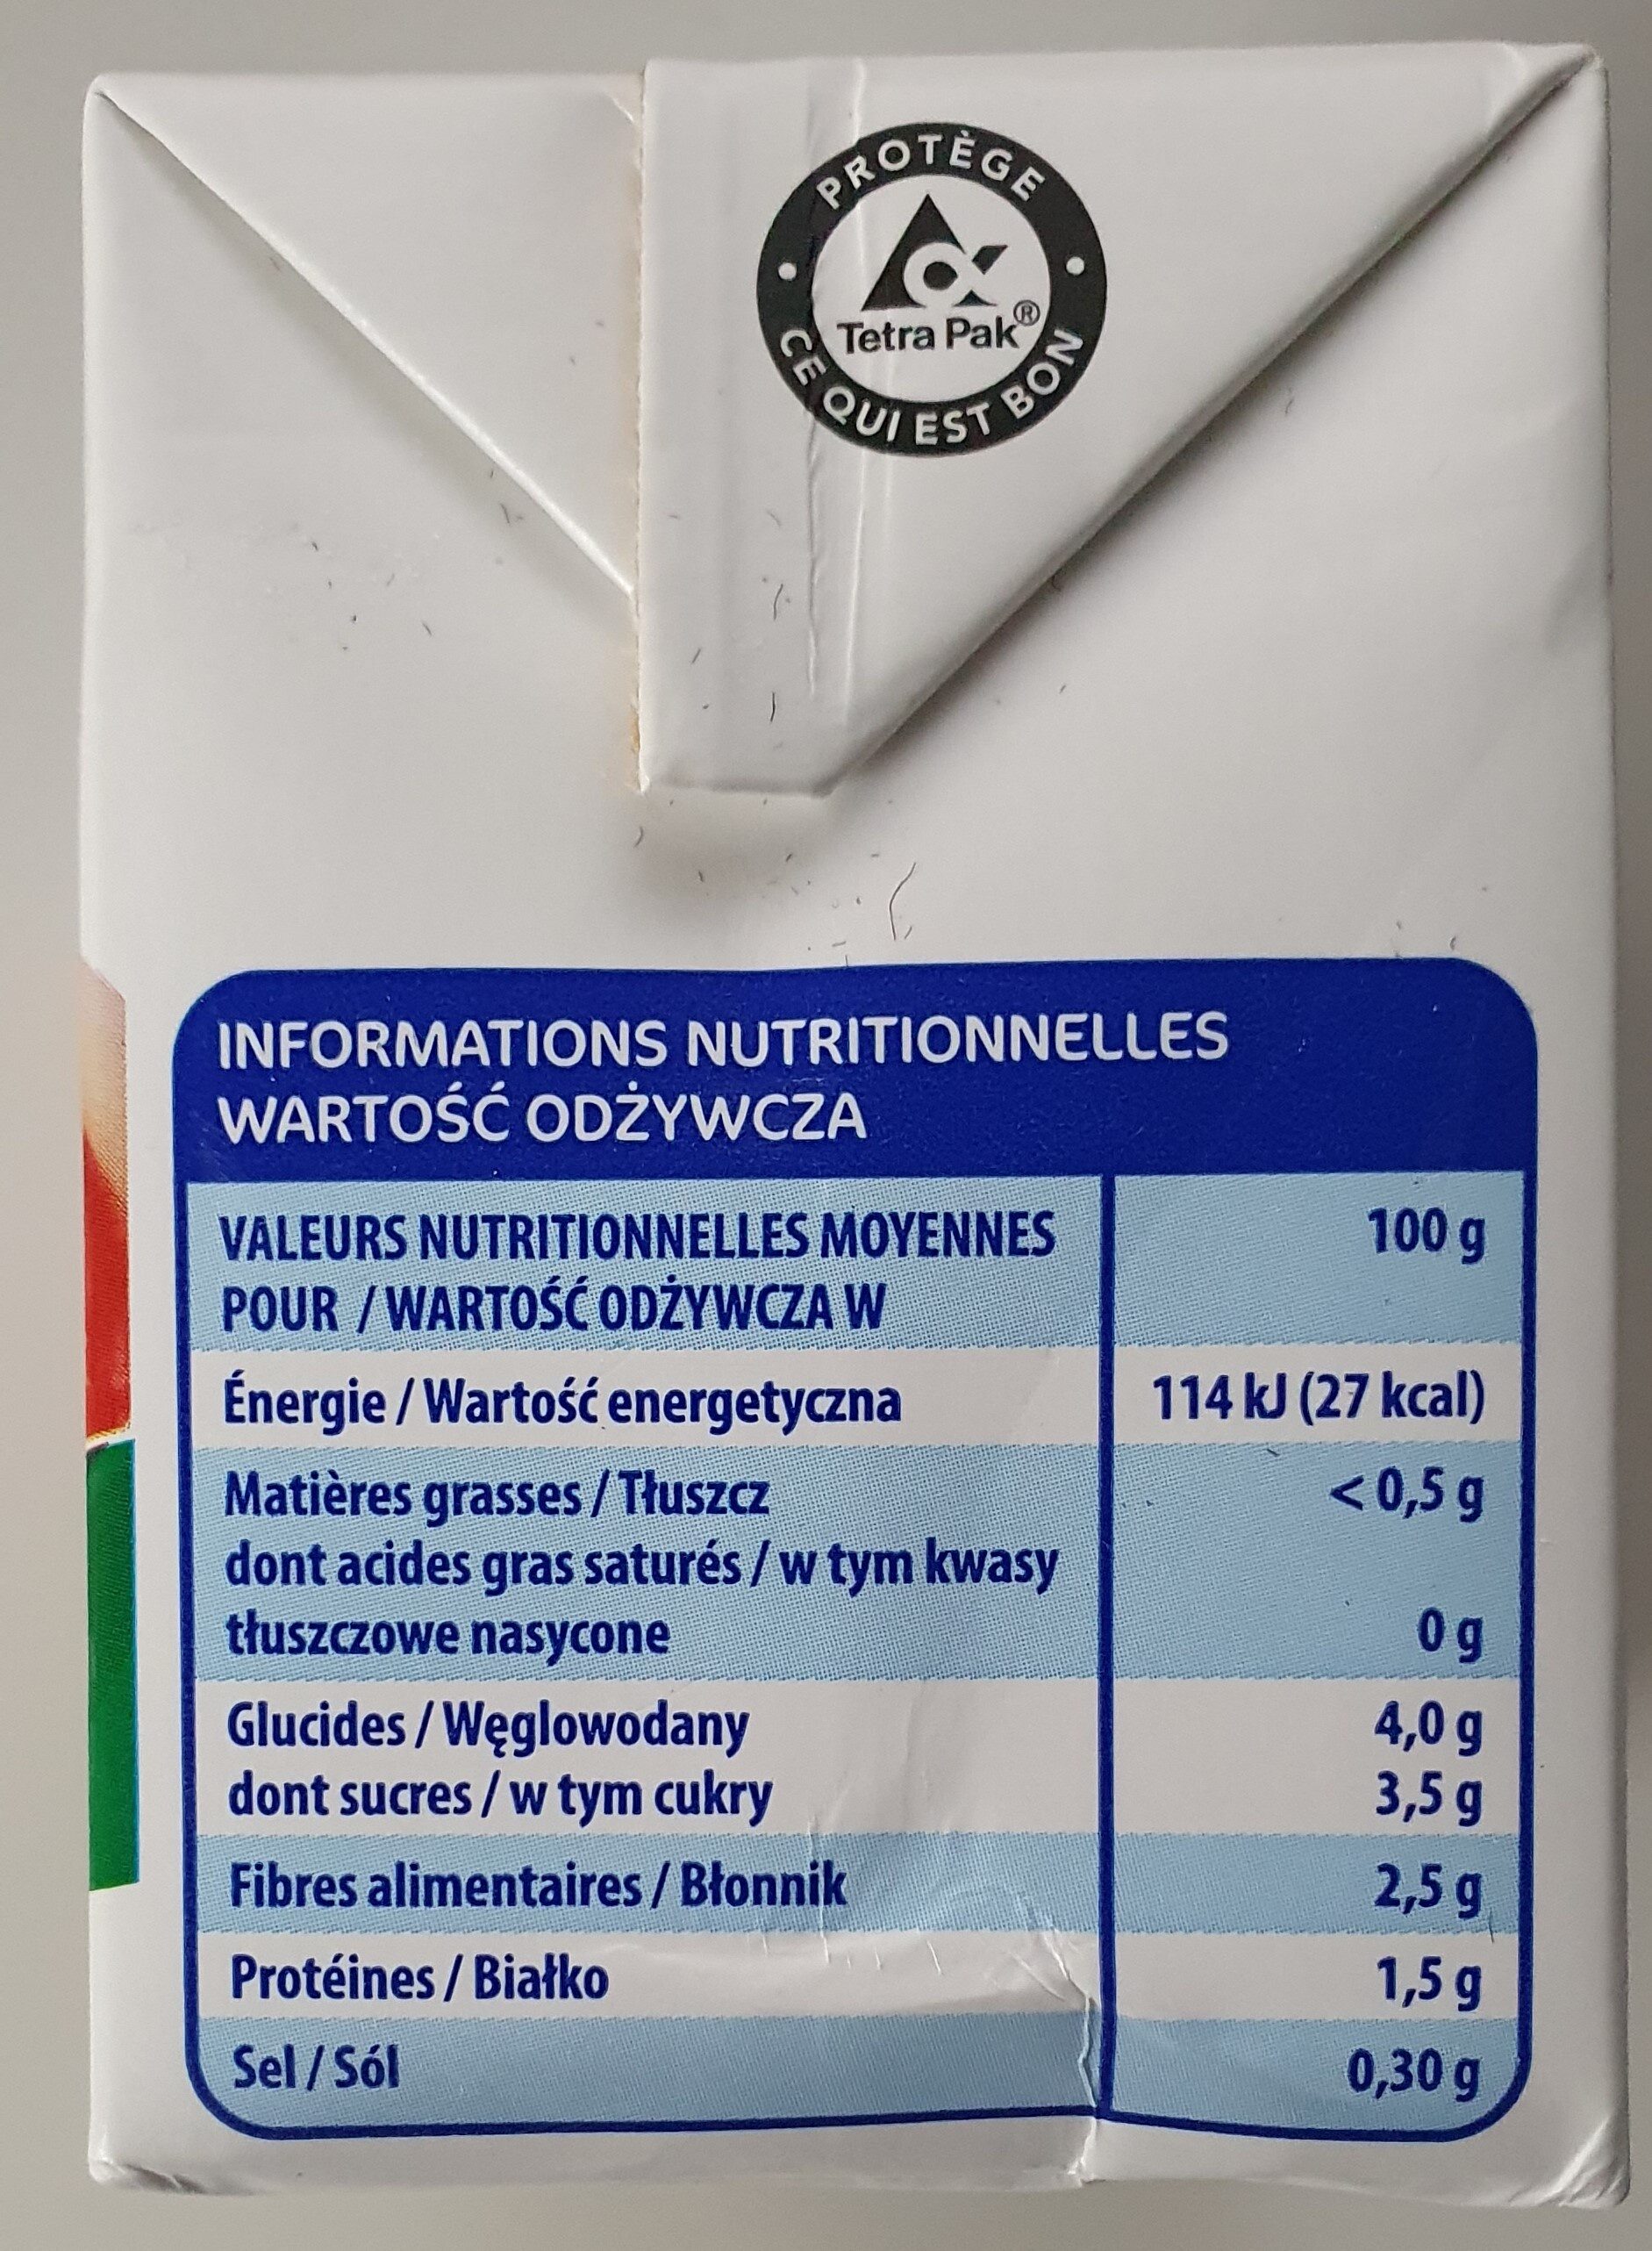 PROTÈGE
Tetra Pak®
CE QUI EST BON
INFORMATIONS NUTRITIONNELLES
WARTOŚĆ ODŻYWCZA
VALEURS NUTRITIONNELLES MOYENNES 100 g
POUR / WARTOŚĆ ODŻYWCZA W
Énergie / Wartość energetyczna 114 kJ (27 kcal)
Matières grasses / Tłuszcz < 0,5 g
dont acides gras saturés / w tym kwasy
tłuszczowe nasycone 0 g
Glucides / Węglowodany 4,0 g
dont sucres / w tym cukry 3,5 g
Fibres alimentaires / Błonnik 2,5 g
Protéines / Białko 1,5 g
Sel / Sól 0,30 g